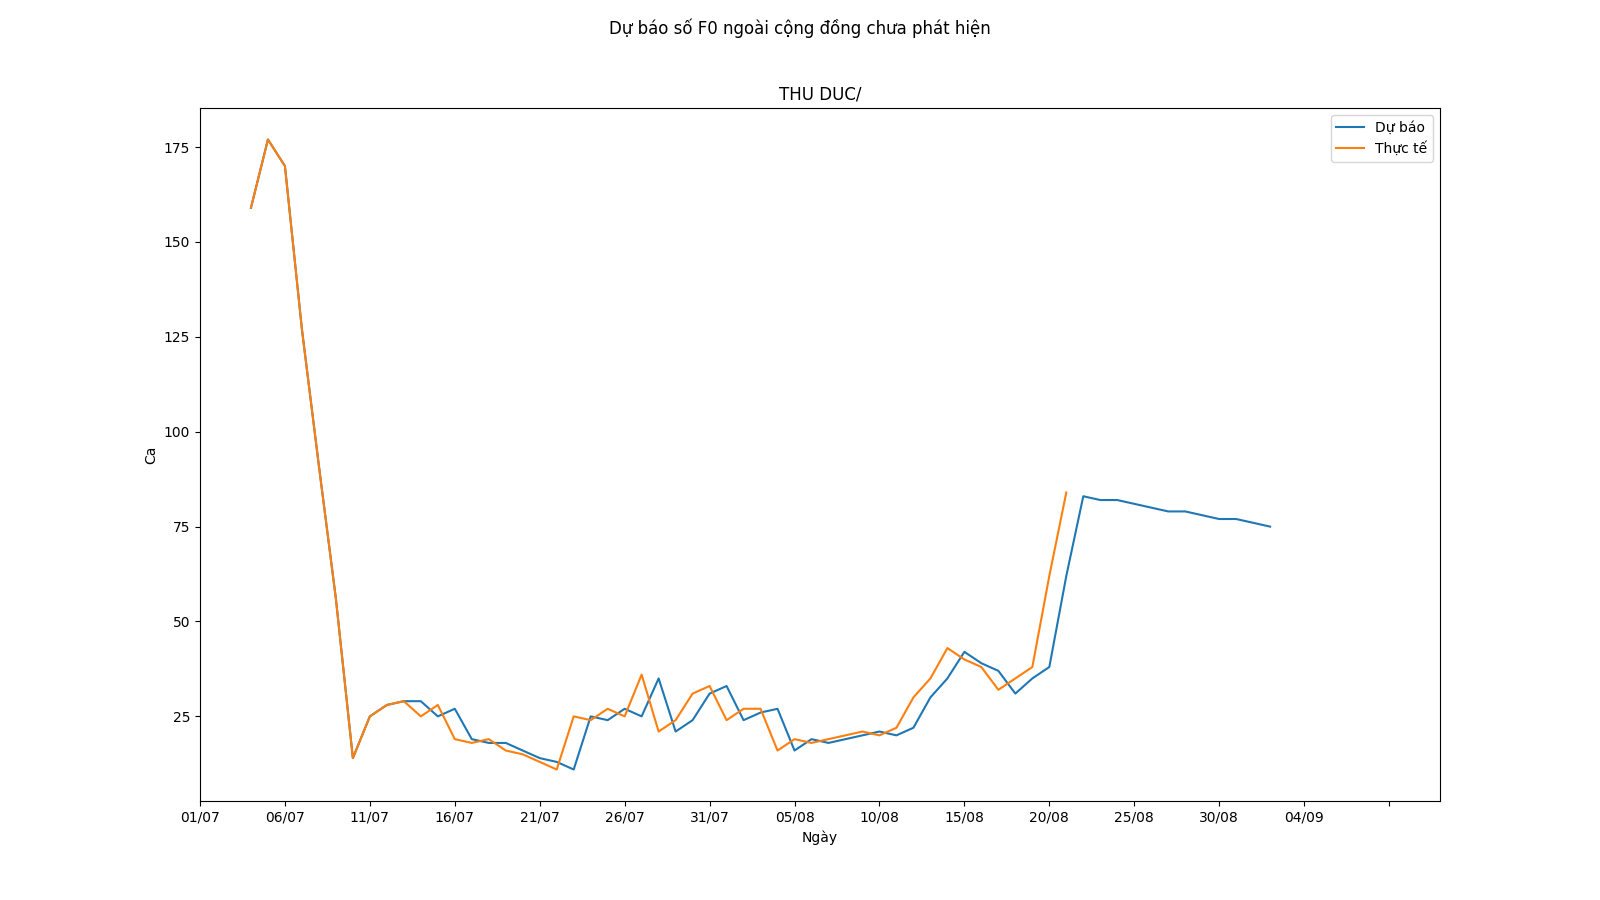 Dự báo số F0 ngoài cộng đồng chưa phát hiện
THU DUC/
Dự báo
Thực tế
175
150
125
100
75
50
25
Ca
01/07 06/07 11/07 16/07 21/07 26/07 31/07 05/08 10/08 15/08 20/08 25/08 30/08 04/09
Ngày